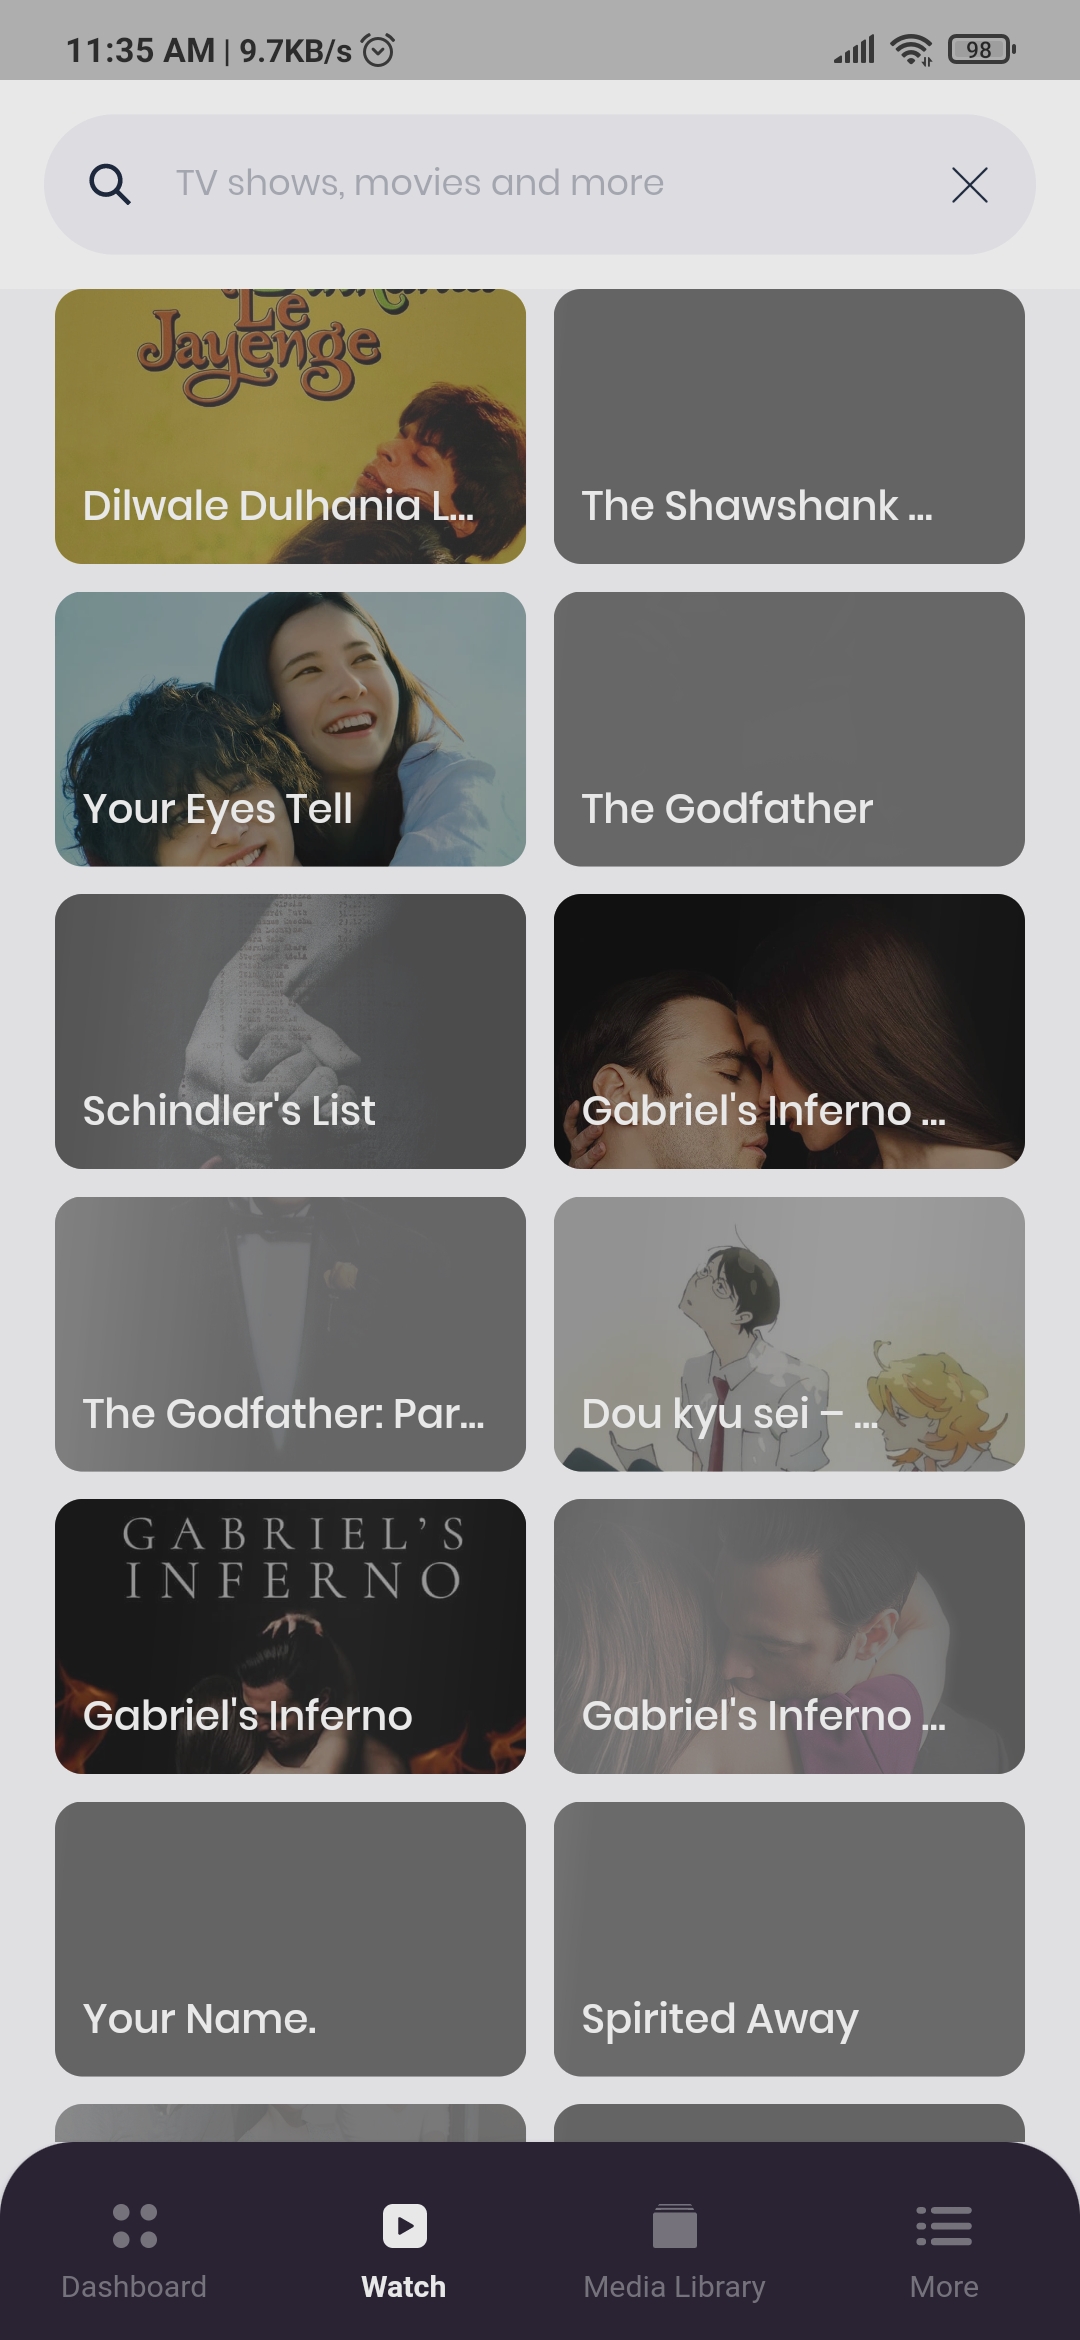 11:35 AM | 9.7KB/s
98
TV shows, movies and more
Le
Jayenge
Dilwale Dulhania L...
The Shawshank ...
Your Eyes Tell
The Godfather
Schindler's List
Gabriel's Inferno ...
The Godfather: Par...
Dou kyu sei – ...
GABRIEL'S
INFERNO
Gabriel's Inferno
Gabriel's Inferno ...
Your Name.
Spirited Away
Dashboard
Watch
Media Library
More